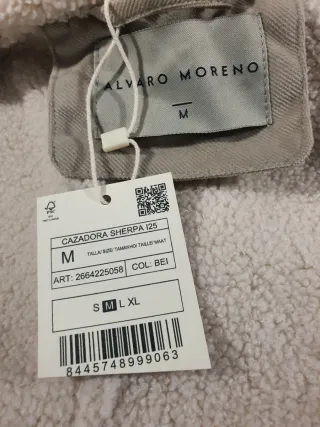 ALVARO MORENO
M
FSC
CAZADORA SHERPA I25
M TALLA/ SIZE/ TAMANHO/ TAILLE/ MAAT
ART: 2664225058 COL: BEI
S M L XL
8445748999063